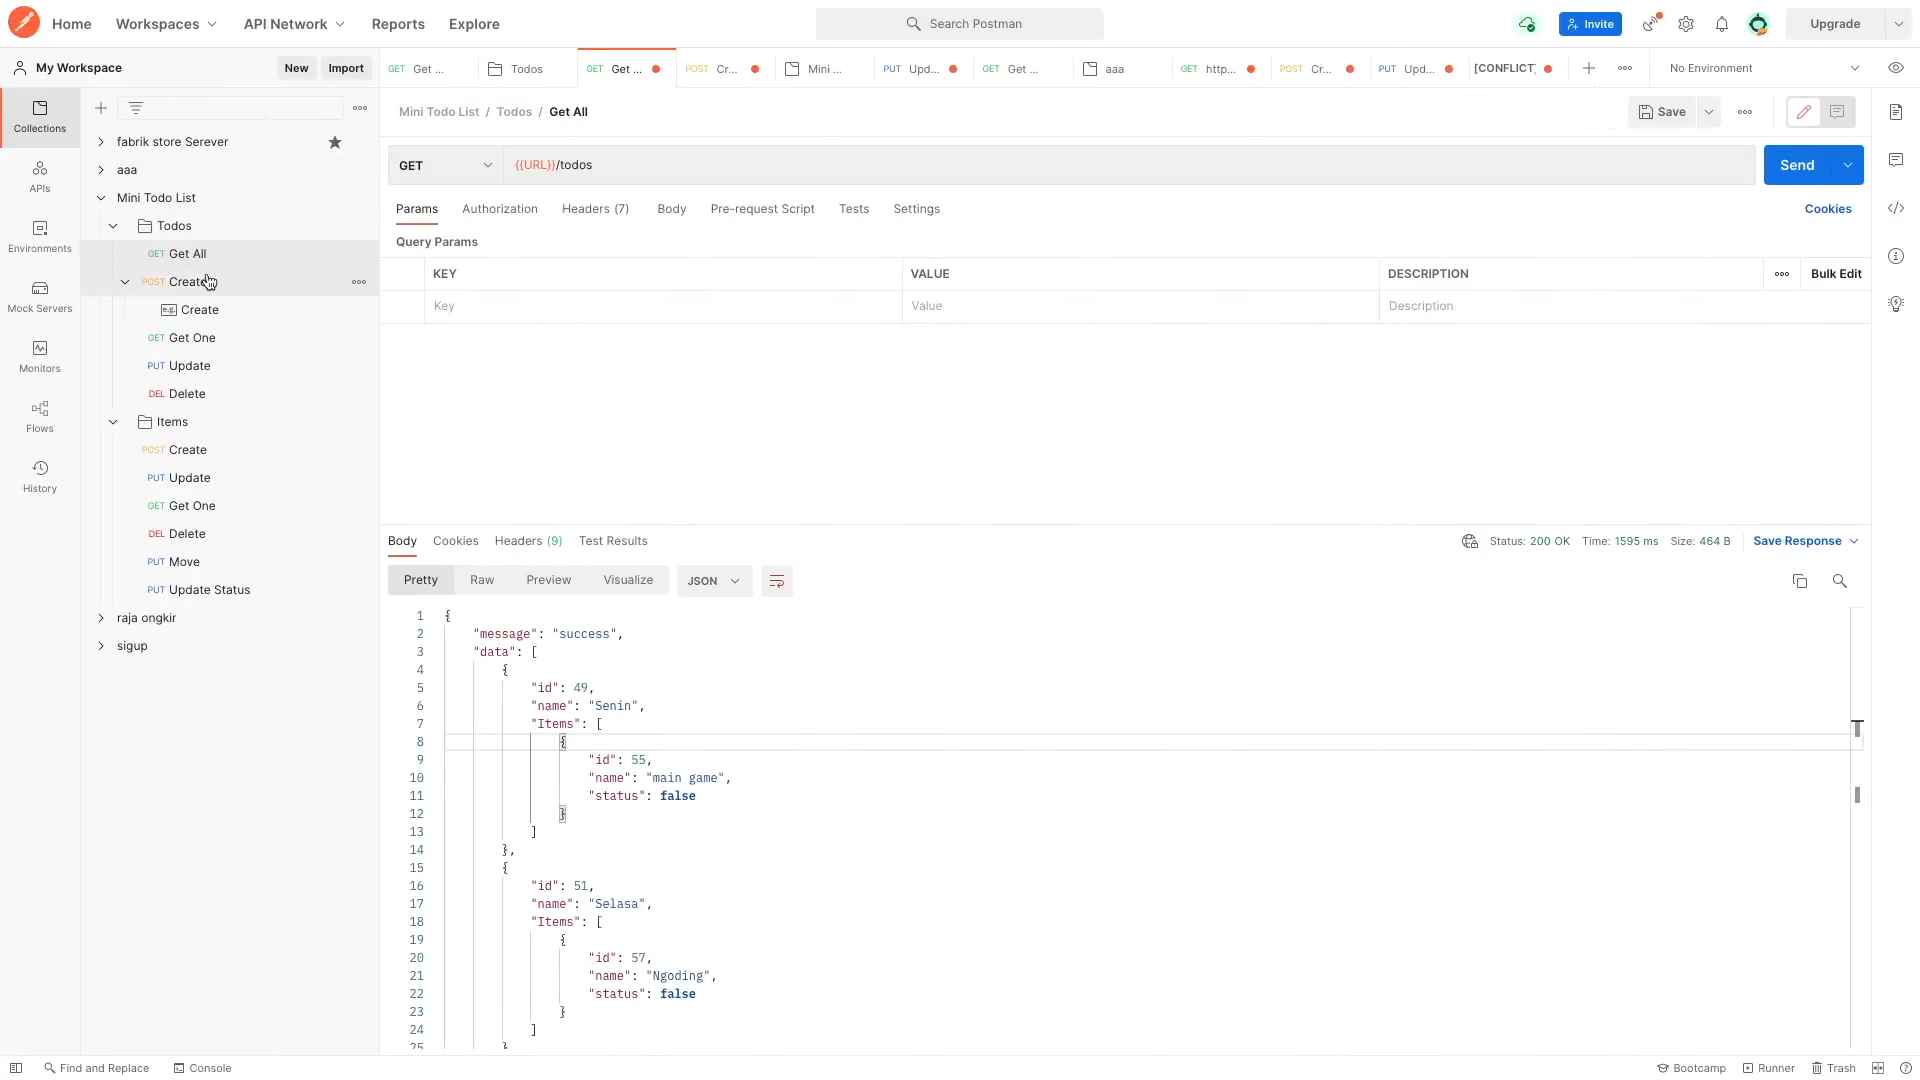 Home
Workspaces
API Network
Reports
Explore
Search Postman
Invite
Upgrade
My Workspace
New
Import
GET Get ...
Todos
GET Get ...
POST Cr...
Mini ...
PUT Upd...
GET Get ...
aaa
GET http...
POST Cr...
PUT Upd...
[CONFLICT]
No Environment
Collections
APIs
Environments
Mock Servers
Monitors
Flows
History
fabrik store Serever
aaa
Mini Todo List
Todos
GET Get All
POST Create
e.g. Create
GET Get One
PUT Update
DEL Delete
Items
POST Create
PUT Update
GET Get One
DEL Delete
PUT Move
PUT Update Status
raja ongkir
sigup
Mini Todo List / Todos / Get All
Save
GET
{{URL}}/todos
Send
Params
Authorization
Headers (7)
Body
Pre-request Script
Tests
Settings
Cookies
Query Params
KEY
VALUE
DESCRIPTION
Bulk Edit
Key
Value
Description
Body
Cookies
Headers (9)
Test Results
Status: 200 OK
Time: 1595 ms
Size: 464 B
Save Response
Pretty
Raw
Preview
Visualize
JSON
1 {
2 "message": "success",
3 "data": [
4 {
5 "id": 49,
6 "name": "Senin",
7 "Items": [
8 {
9 "id": 55,
10 "name": "main game",
11 "status": false
12 }
13 ]
14 },
15 {
16 "id": 51,
17 "name": "Selasa",
18 "Items": [
19 {
20 "id": 57,
21 "name": "Ngoding",
22 "status": false
23 }
24 ]
25 }
Find and Replace
Console
Bootcamp
Runner
Trash